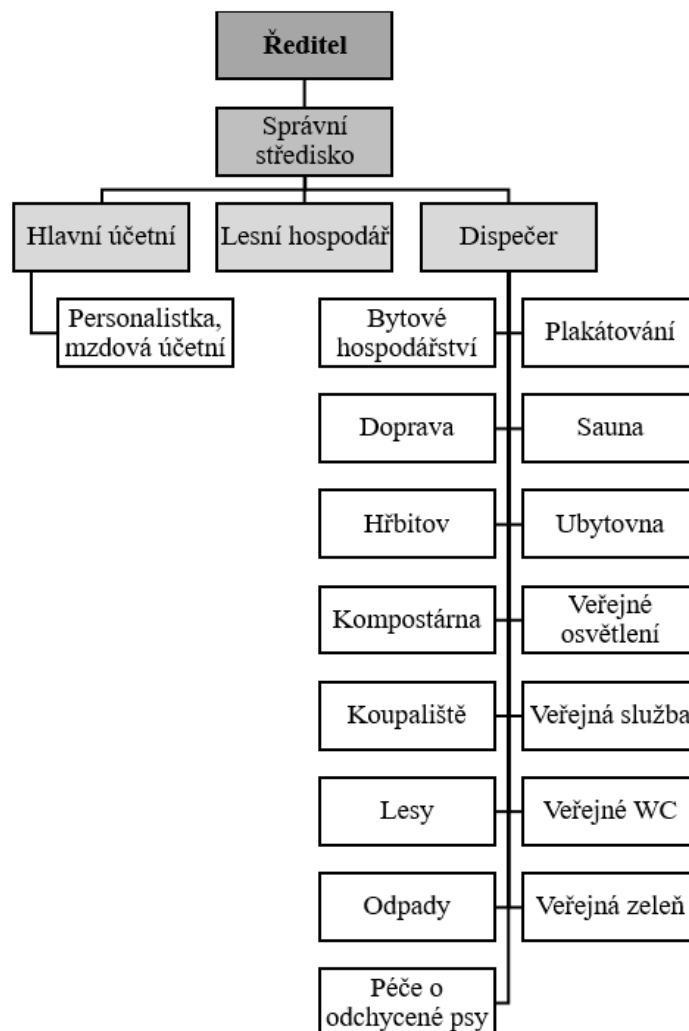 Ředitel
Správní
středisko
Hlavní účetní
Lesní hospodář
Dispečer
Personalistka,
mzdová účetní
Bytové
hospodářství
Plakátování
Doprava
Sauna
Hřbitov
Ubytovna
Kompostárna
Veřejné
osvětlení
Koupaliště
Veřejná služba
Lesy
Veřejné WC
Odpady
Veřejná zeleň
Péče o
odchycené psy